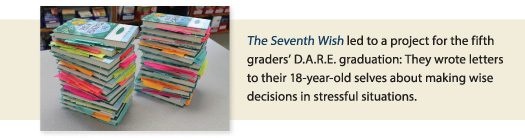 The Seventh Wish led to a project for the fifth
graders’ D.A.R.E. graduation: They wrote letters
to their 18-year-old selves about making wise
decisions in stressful situations.